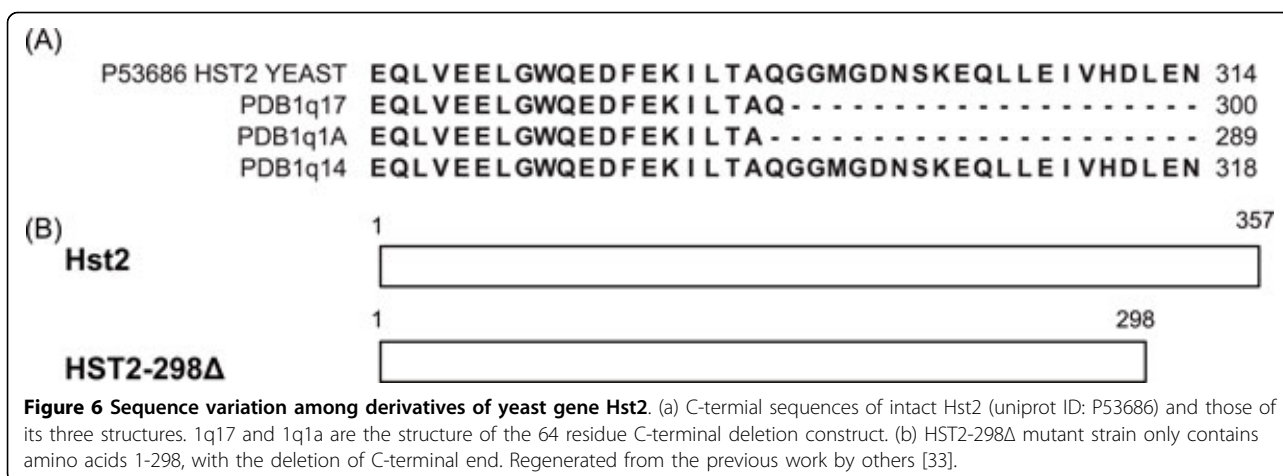 (A)
P53686 HST2 YEAST EQLVEELGWQEDFEKILTAQGGMGDNSKEQLLEIVHDLEN 314
PDB1q17 EQLVEELGWQEDFEKILTAQ-------------------- 300
PDB1q1A EQLVEELGWQEDFEKILTA--------------------- 289
PDB1q14 EQLVEELGWQEDFEKILTAQGGMGDNSKEQLLEIVHDLEN 318
(B)
1 357
Hst2
1 298
HST2-298Δ
Figure 6 Sequence variation among derivatives of yeast gene Hst2. (a) C-termial sequences of intact Hst2 (uniprot ID: P53686) and those of
its three structures. 1q17 and 1q1a are the structure of the 64 residue C-terminal deletion construct. (b) HST2-298Δ mutant strain only contains
amino acids 1-298, with the deletion of C-terminal end. Regenerated from the previous work by others [33].